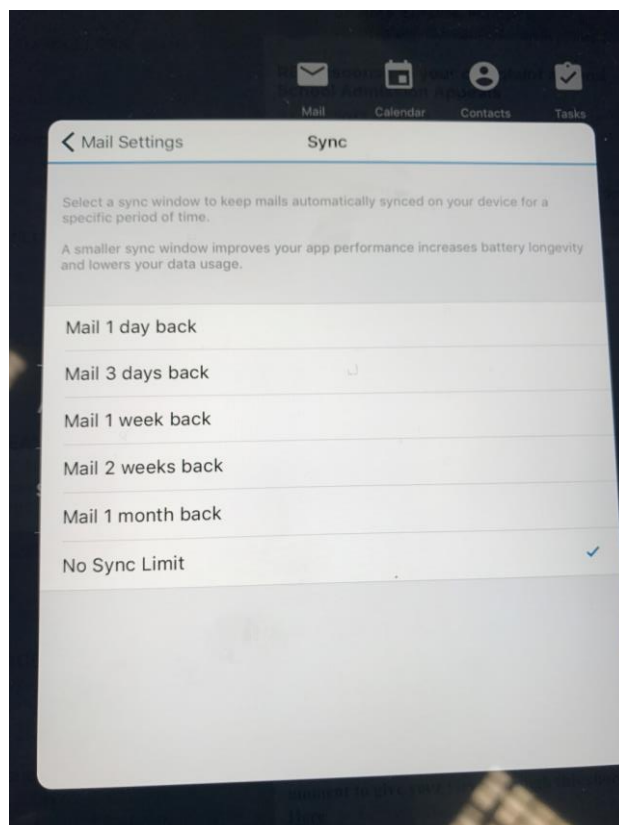 Mail Calendar Contacts Tasks
Mail Settings Sync
Select a sync window to keep mails automatically synced on your device for a
specific period of time.
A smaller sync window improves your app performance increases battery longevity
and lowers your data usage.
Mail 1 day back
Mail 3 days back
Mail 1 week back
Mail 2 weeks back
Mail 1 month back
No Sync Limit